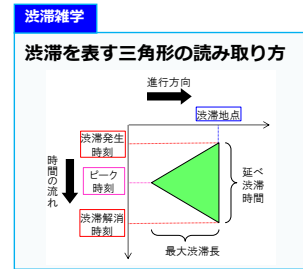 渋滞雑学
渋滞を表す三角形の読み取り方
進行方向
渋滞地点
渋滞発生
時刻
時間の流れ
ピーク
時刻
延べ
渋滞
時間
渋滞解消
時刻
最大渋滞長